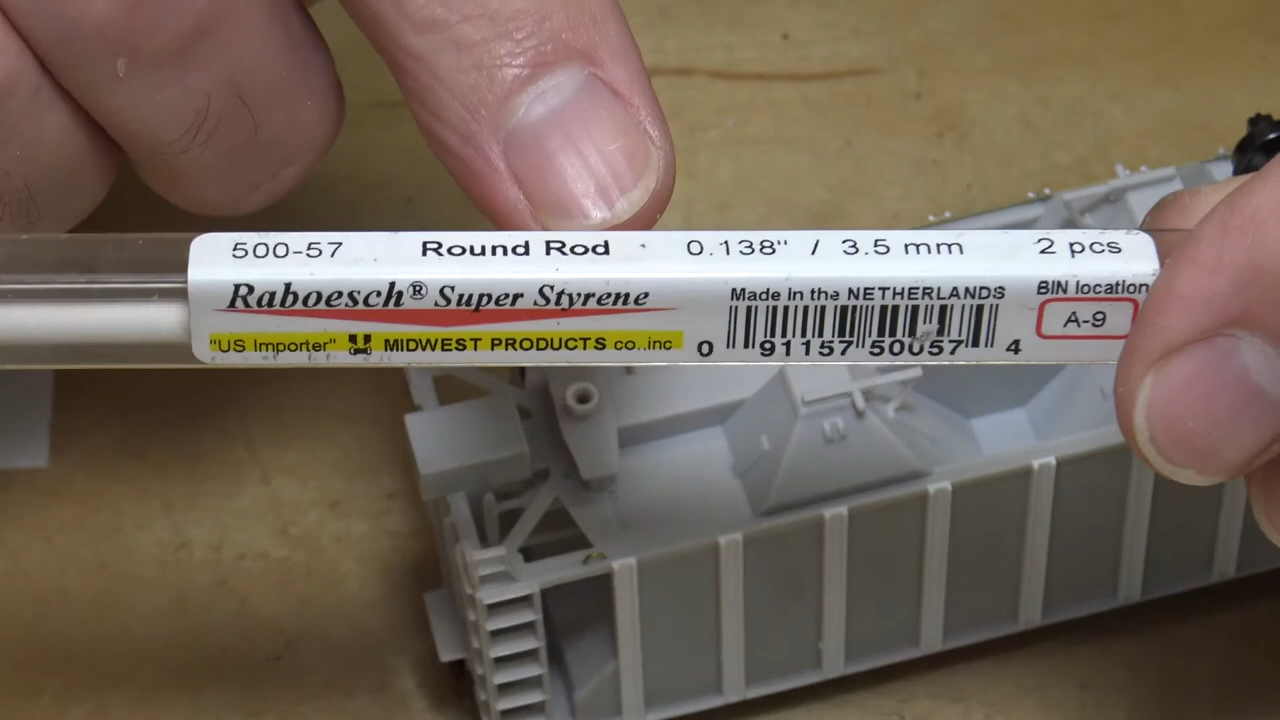 500-57 Round Rod 0.138" / 3.5 mm 2 pcs
Raboesch® Super Styrene
Made in the NETHERLANDS
BIN location
A-9
"US Importer" MIDWEST PRODUCTS co..inc
0 91157 50057 4